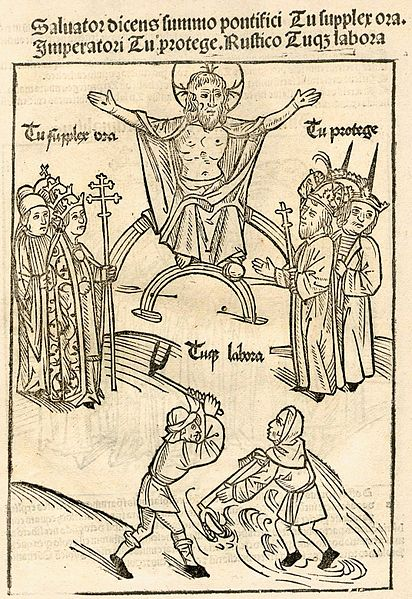 Saluator dicens summo pontifici Tu supplex ora.
Imperatori Tu protege. Rustico Tuqz labora
Tu supplex ora
Tu protege
Tuqz labora